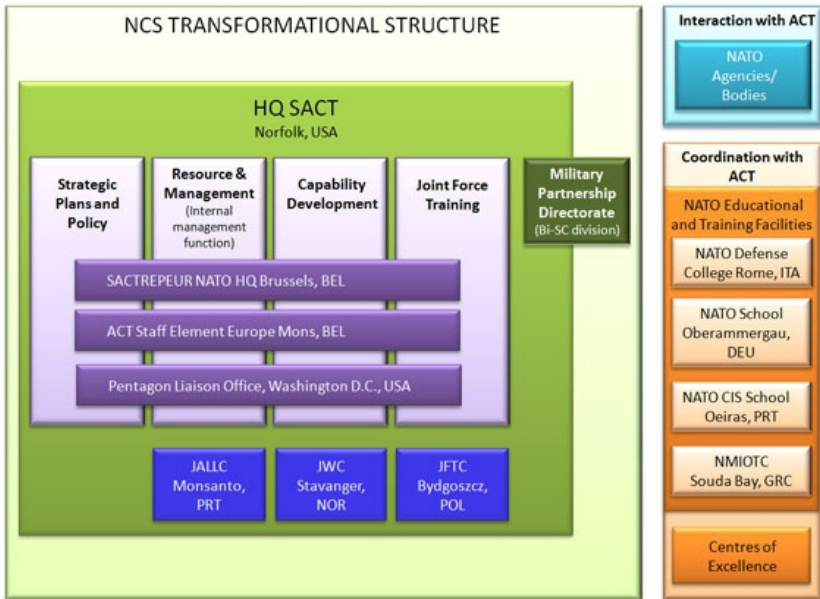 NCS TRANSFORMATIONAL STRUCTURE
HQ SACT
Norfolk, USA
Strategic
Plans and
Policy
Resource &
Management
(Internal
management
function)
Capability
Development
Joint Force
Training
Military
Partnership
Directorate
(Bi-SC division)
SACTREPEUR NATO HQ Brussels, BEL
ACT Staff Element Europe Mons, BEL
Pentagon Liaison Office, Washington D.C., USA
JALLC
Monsanto,
PRT
JWC
Stavanger,
NOR
JFTC
Bydgoszcz,
POL
Interaction with ACT
NATO
Agencies/
Bodies
Coordination with
ACT
NATO Educational
and Training Facilities
NATO Defense
College Rome, ITA
NATO School
Oberammergau,
DEU
NATO CIS School
Oeiras, PRT
NMIOTC
Souda Bay, GRC
Centres of
Excellence